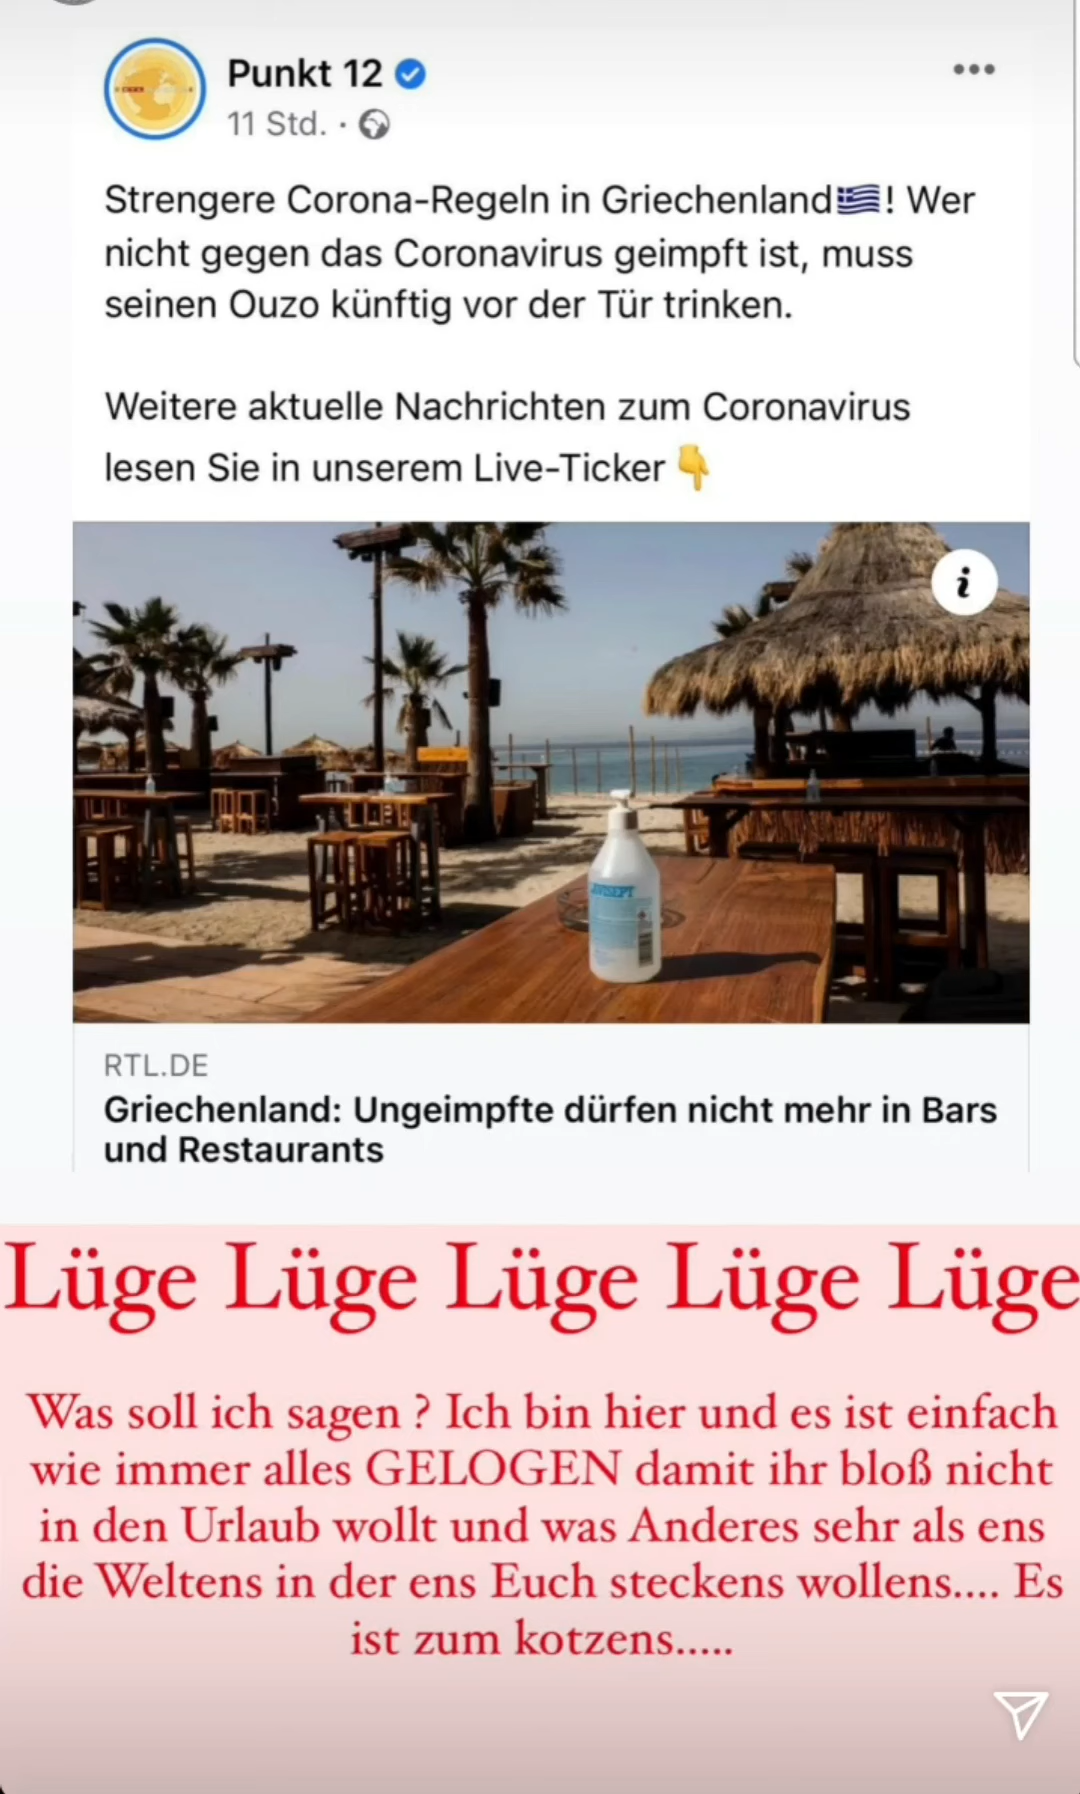 Punkt 12
11 Std. ·
Strengere Corona-Regeln in Griechenland🇬🇷! Wer
nicht gegen das Coronavirus geimpft ist, muss
seinen Ouzo künftig vor der Tür trinken.
Weitere aktuelle Nachrichten zum Coronavirus
lesen Sie in unserem Live-Ticker 👇
i
RTL.DE
Griechenland: Ungeimpfte dürfen nicht mehr in Bars
und Restaurants
Lüge Lüge Lüge Lüge Lüge
Was soll ich sagen ? Ich bin hier und es ist einfach
wie immer alles GELOGEN damit ihr bloß nicht
in den Urlaub wollt und was Anderes sehr als ens
die Weltens in der ens Euch steckens wollens.... Es
ist zum kotzens.....